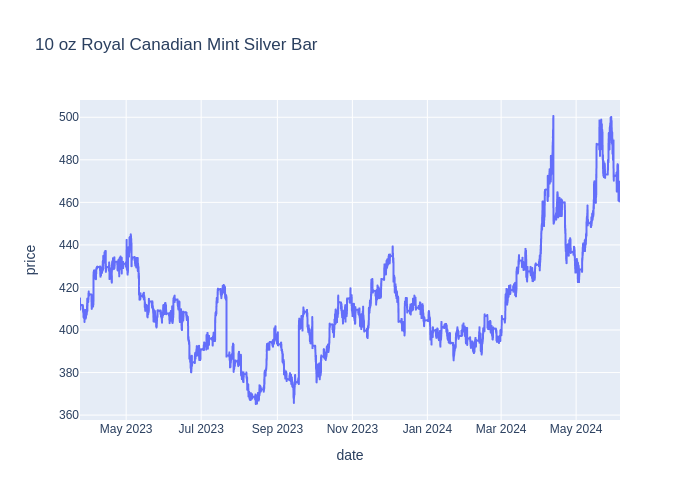 10 oz Royal Canadian Mint Silver Bar
500
480
460
440
420
400
380
360
price
May 2023 Jul 2023 Sep 2023 Nov 2023 Jan 2024 Mar 2024 May 2024
date